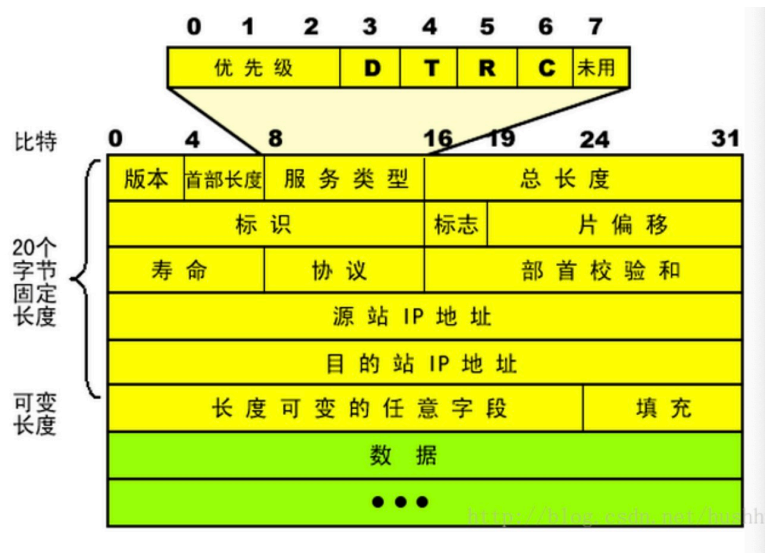 0 1 2 3 4 5 6 7
优先级 D T R C 未用
比特 0 4 8 16 19 24 31
版本 首部长度 服务类型 总长度
标识 标志 片偏移
20个
字节
固定
长度
寿命 协议 部首校验和
源站IP地址
目的站IP地址
可变
长度
长度可变的任意字段 填充
数据
●●●